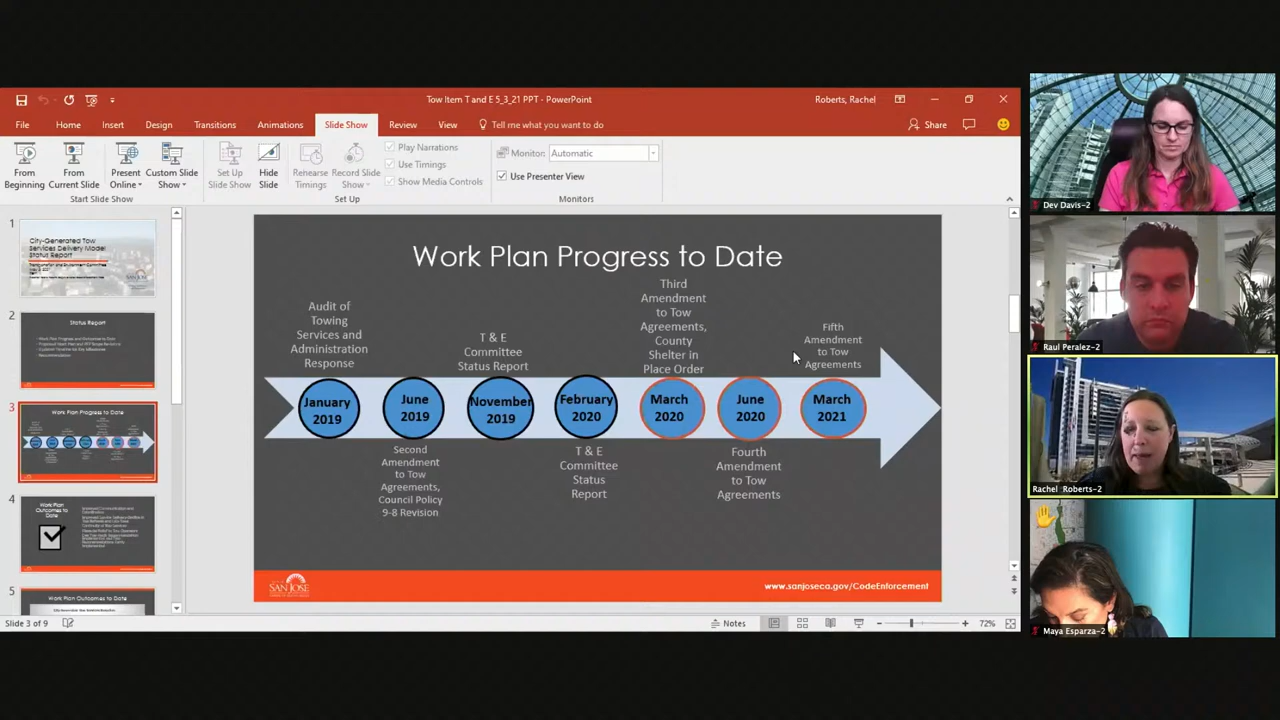 Tow Item T and E 5_3_21 PPT - PowerPoint
Roberts, Rachel
File
Home
Insert
Design
Transitions
Animations
Slide Show
Review
View
Tell me what you want to do
Share
From
Beginning
From
Current Slide
Present
Online
Custom Slide
Show
Set Up
Slide Show
Hide
Slide
Rehearse
Timings
Record Slide
Show
Play Narrations
Use Timings
Show Media Controls
Monitor:
Automatic
Use Presenter View
Start Slide Show
Set Up
Monitors
1
City-Generated Tow
Services Delivery Model
Status Report
2
Status Report
3
Work Plan Progress to Date
4
Work Plan
Outcomes to
Date
5
Work Plan Outcomes to Date
Work Plan Progress to Date
Audit of
Towing
Services and
Administration
Response
T & E
Committee
Status Report
Third
Amendment
to Tow
Agreements,
County
Shelter in
Place Order
Fifth
Amendment
to Tow
Agreements
January
2019
June
2019
November
2019
February
2020
March
2020
June
2020
March
2021
Second
Amendment
to Tow
Agreements,
Council Policy
9-8 Revision
T & E
Committee
Status
Report
Fourth
Amendment
to Tow
Agreements
SAN JOSE
www.sanjoseca.gov/CodeEnforcement
Slide 3 of 9
Notes
72%
Dev Davis-2
Raul Peralez-2
Rachel Roberts-2
Maya Esparza-2